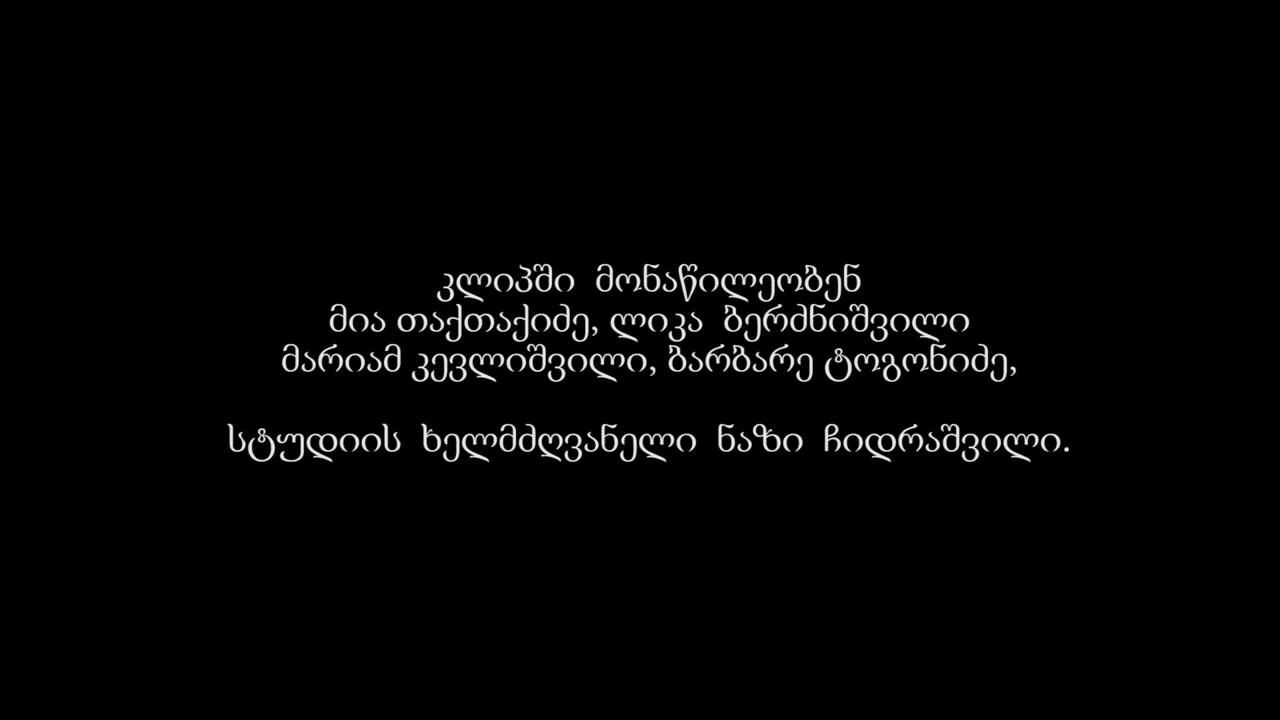 კლიპში მონაწილეობენ
მია თაქთაქიძე, ლიკა ბერძნიშვილი
მარიამ კევლიშვილი, ბარბარე ტოგონიძე,
სტუდიის ხელმძღვანელი ნაზი ჩიდრაშვილი.